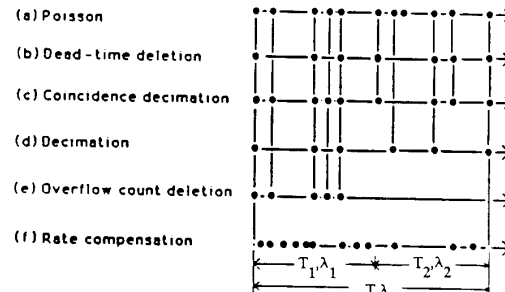 (a) Poisson
(b) Dead-time deletion
(c) Coincidence decimation
(d) Decimation
(e) Overflow count deletion
(f) Rate compensation
T₁,λ₁ T₂,λ₂
T,λ